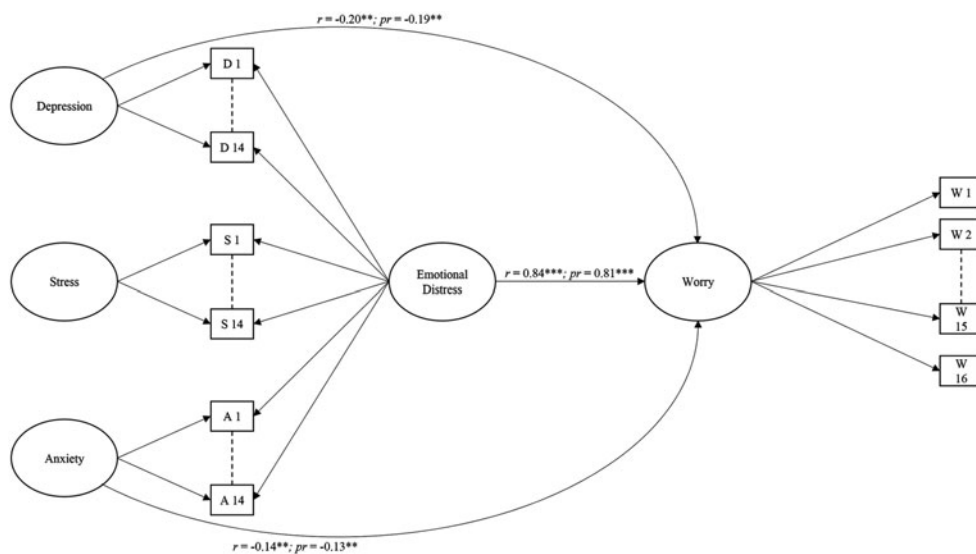 r = -0.20**; pr = -0.19**
D 1
Depression
D 14
W 1
S 1
W 2
Stress
Emotional
Distress
r = 0.84***; pr = 0.81***
Worry
S 14
W
15
W
16
A 1
Anxiety
A 14
r = -0.14**; pr = -0.13**